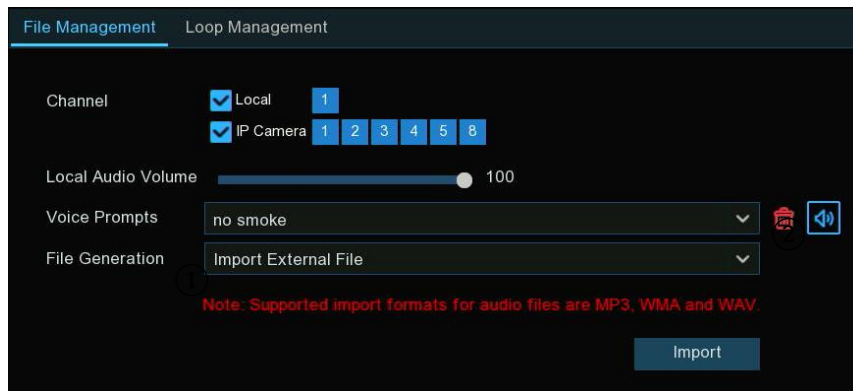 File Management Loop Management
Channel Local 1
IP Camera 1 2 3 4 5 8
Local Audio Volume 100
Voice Prompts no smoke
②
File Generation Import External File
①
Note: Supported import formats for audio files are MP3, WMA and WAV.
Import